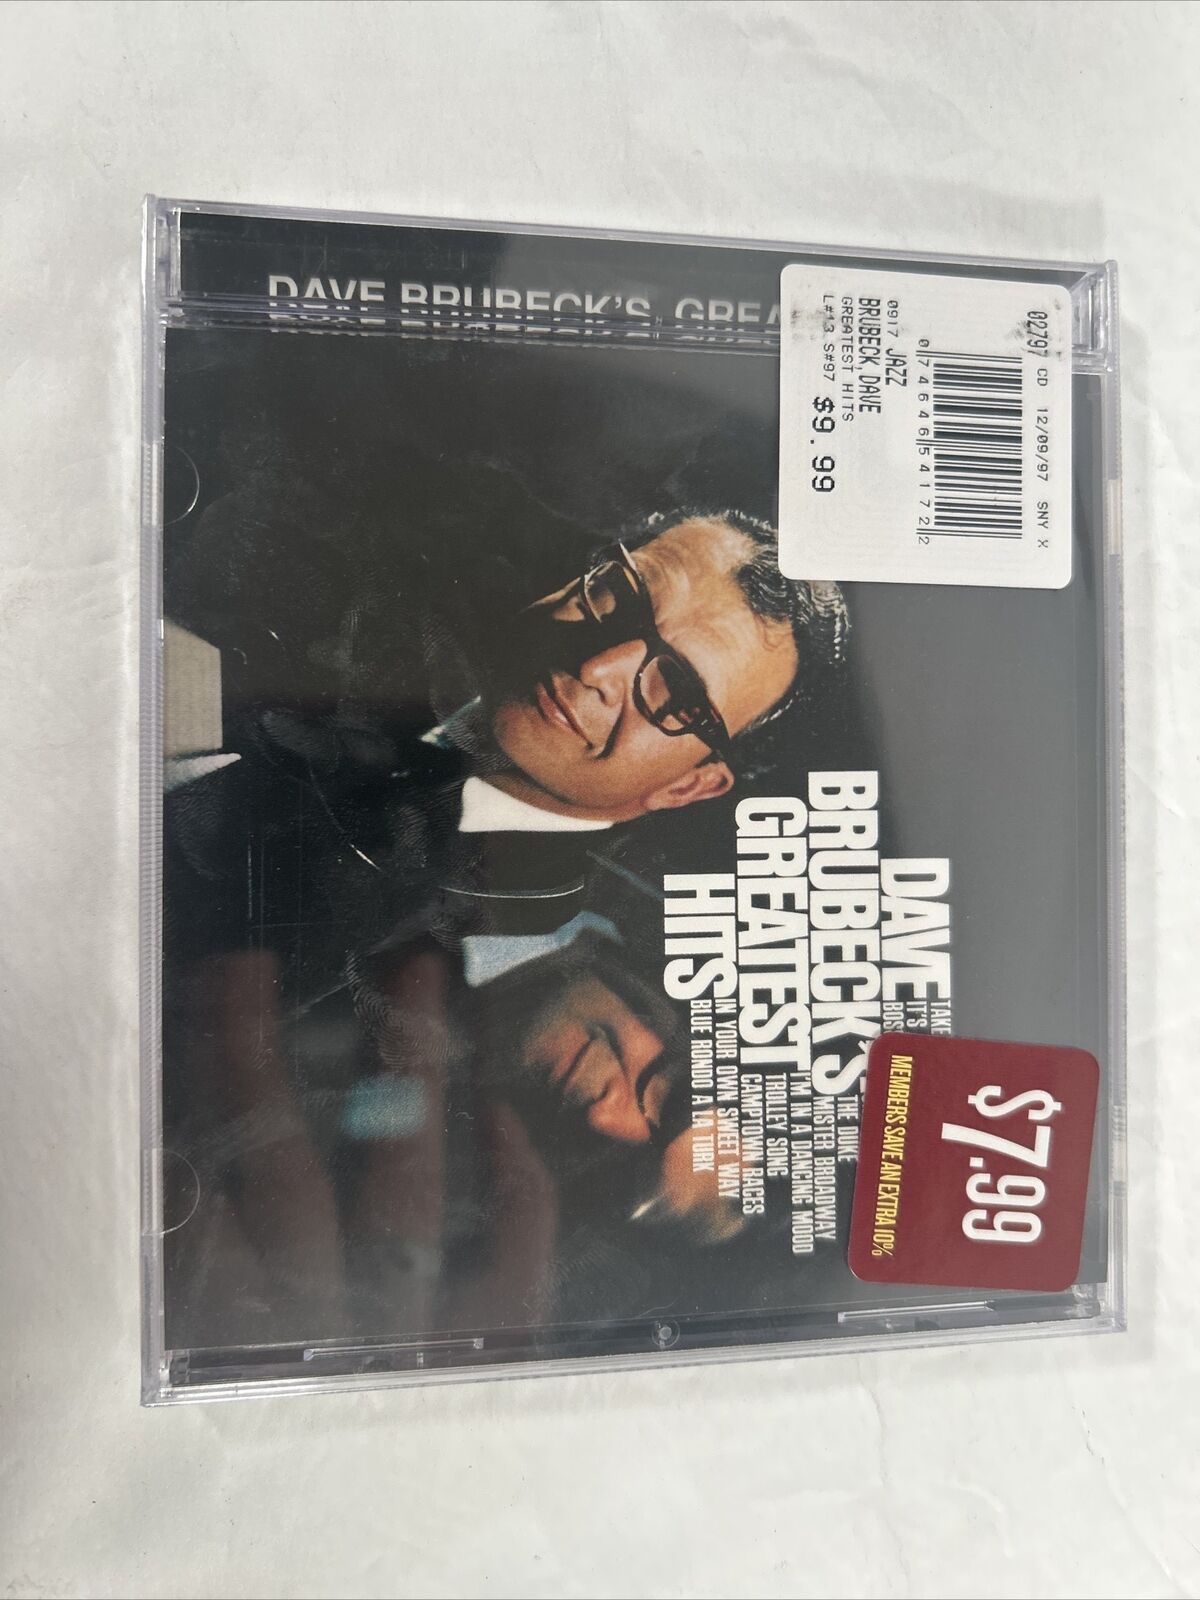 DAVE BRUBECK'S GREA
02797 CD 12/09/97 SNY X
0 74646 54172 2
0917 JAZZ
BRUBECK, DAVE
GREATEST HITS
L#13 S#97 $9.99
DAVE
BRUBECK'S
GREATEST
HITS
TAKE
IT'S
THE DUKE
MISTER BROADWAY
I'M IN A DANCING MOOD
TROLLEY SONG
CAMPTOWN RACES
IN YOUR OWN SWEET WAY
BLUE RONDO A LA TURK
$7.99
MEMBERS SAVE AN EXTRA 10%